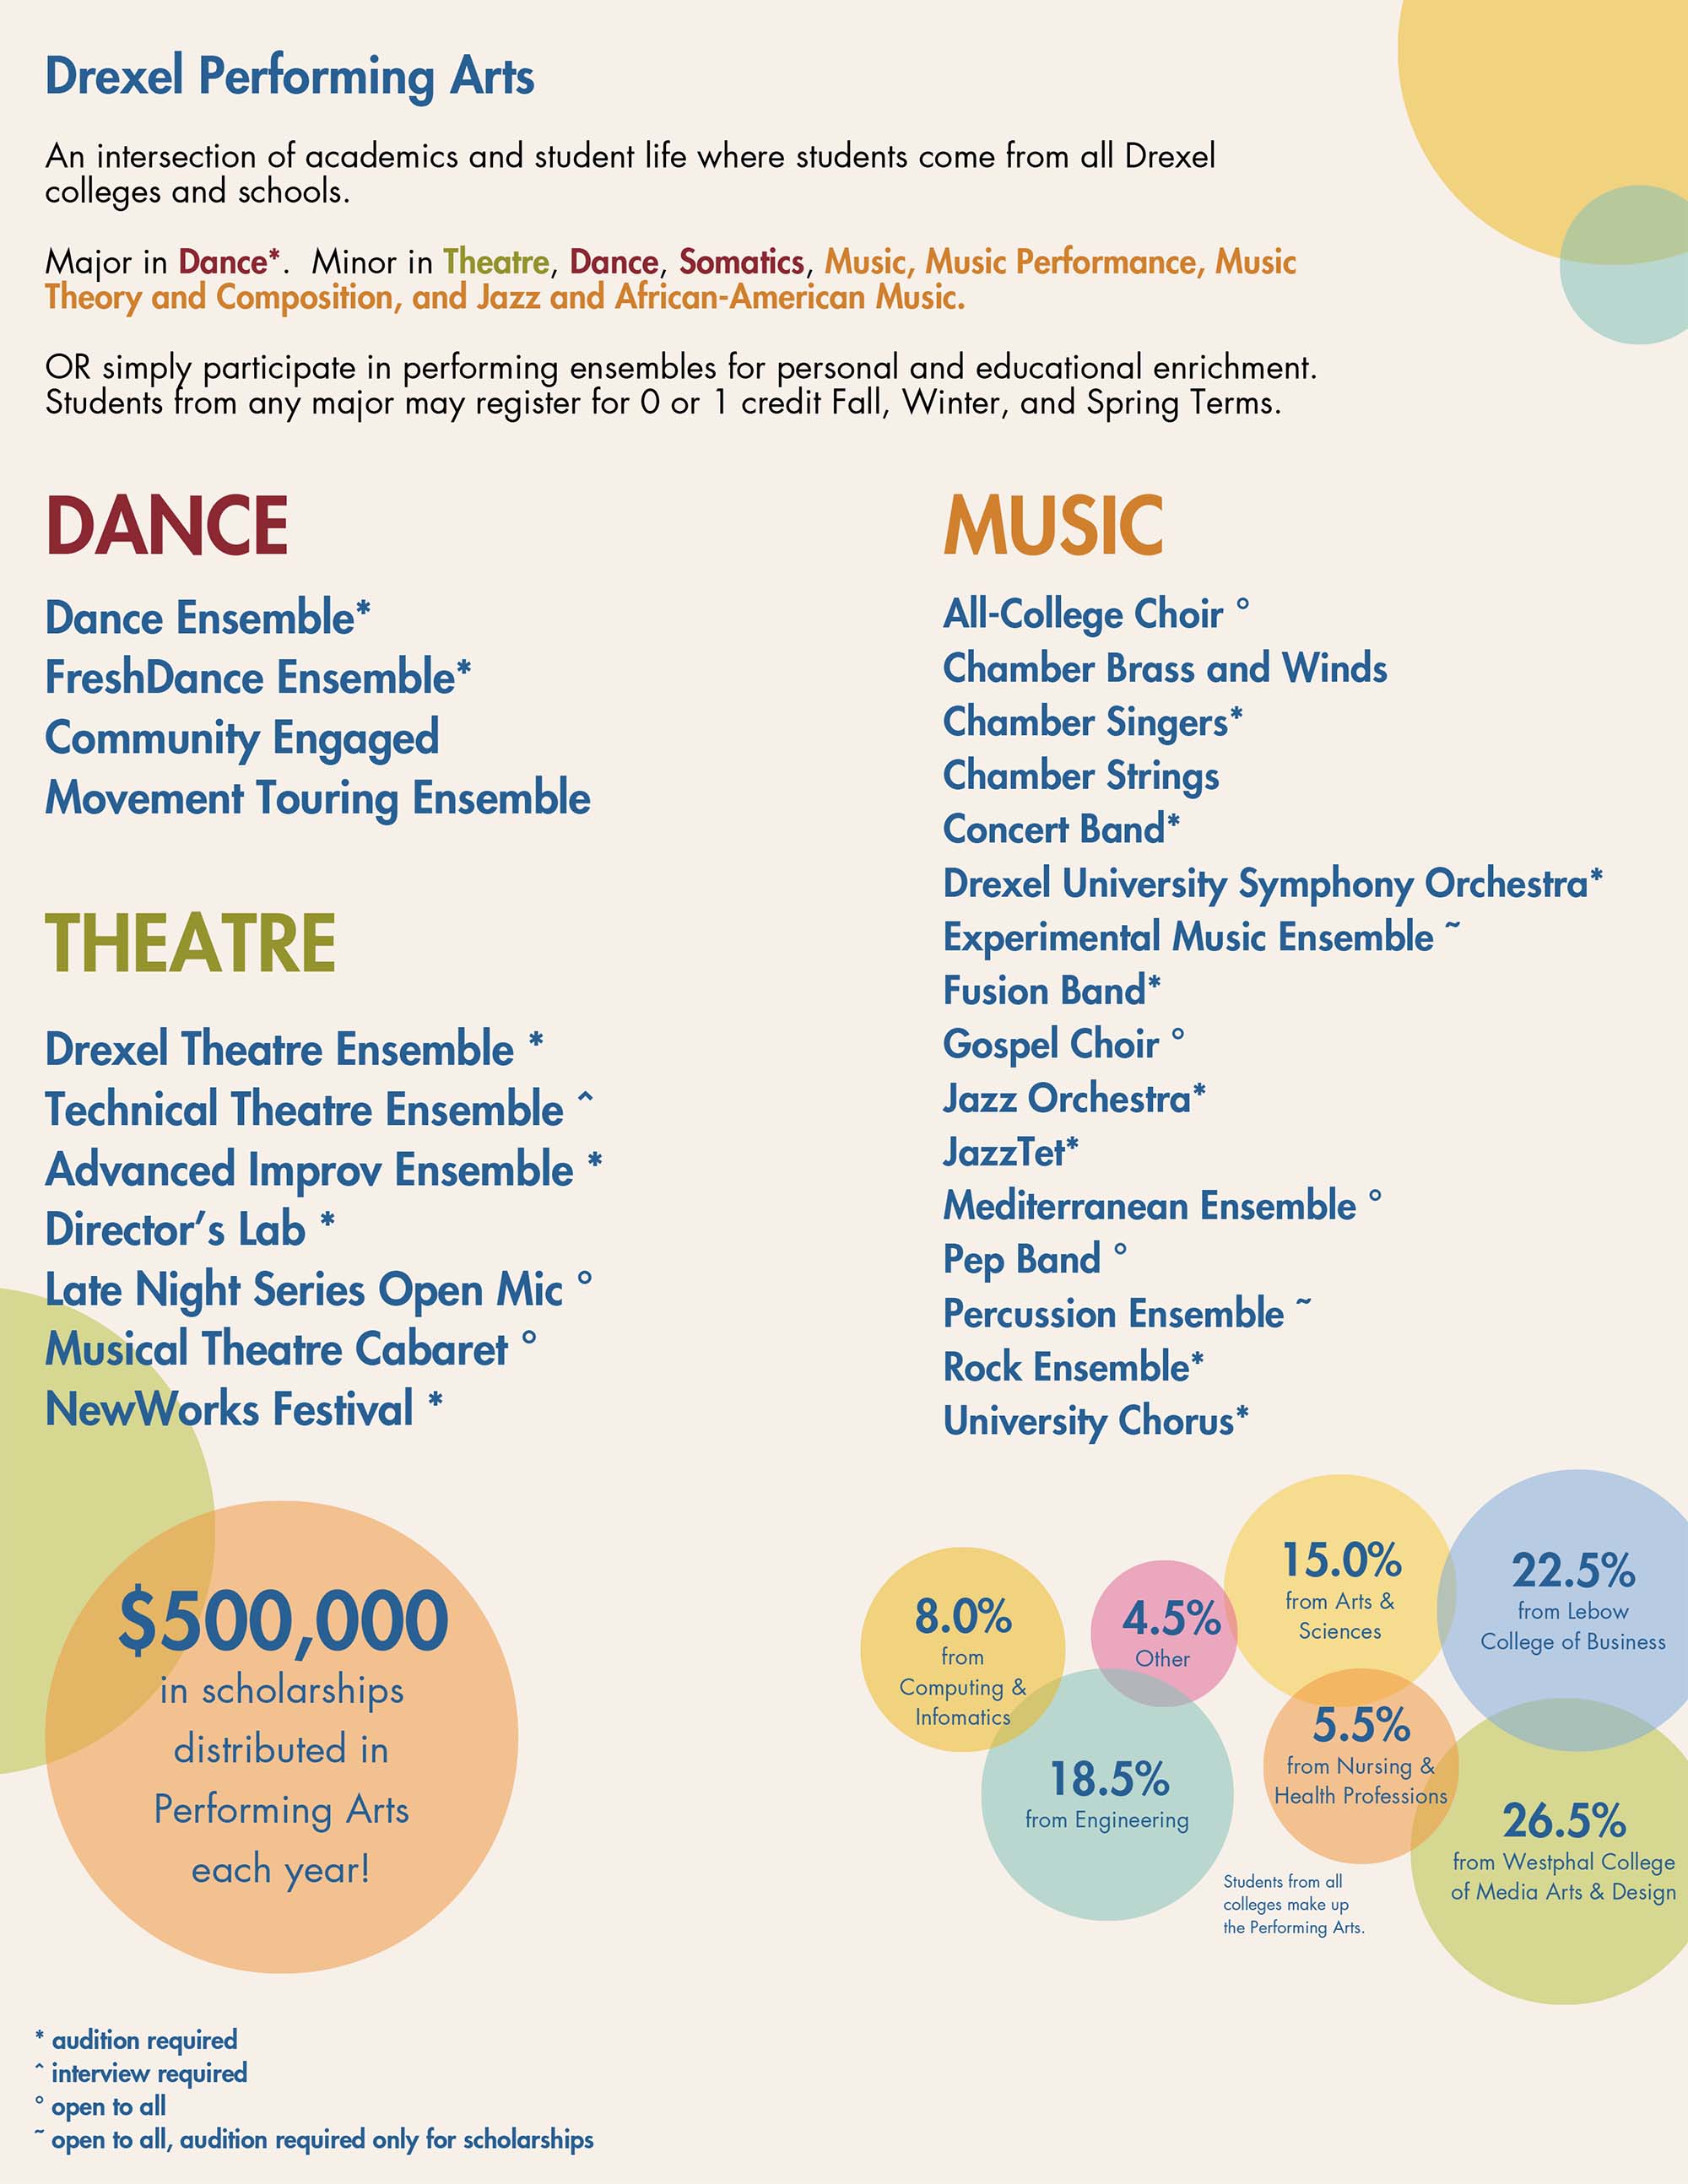 Drexel Performing Arts
An intersection of academics and student life where students come from all Drexel
colleges and schools.
Major in Dance*.  Minor in Theatre, Dance, Somatics, Music, Music Performance, Music
Theory and Composition, and Jazz and African-American Music.
OR simply participate in performing ensembles for personal and educational enrichment.
Students from any major may register for 0 or 1 credit Fall, Winter, and Spring Terms.
DANCE
Dance Ensemble*
FreshDance Ensemble*
Community Engaged
Movement Touring Ensemble
THEATRE
Drexel Theatre Ensemble *
Technical Theatre Ensemble ^
Advanced Improv Ensemble *
Director’s Lab *
Late Night Series Open Mic °
Musical Theatre Cabaret °
NewWorks Festival *
MUSIC
All-College Choir °
Chamber Brass and Winds
Chamber Singers*
Chamber Strings
Concert Band*
Drexel University Symphony Orchestra*
Experimental Music Ensemble ~
Fusion Band*
Gospel Choir °
Jazz Orchestra*
JazzTet*
Mediterranean Ensemble °
Pep Band °
Percussion Ensemble ~
Rock Ensemble*
University Chorus*
$500,000
in scholarships
distributed in
Performing Arts
each year!
8.0%
from
Computing &
Infomatics
4.5%
Other
15.0%
from Arts &
Sciences
22.5%
from Lebow
College of Business
18.5%
from Engineering
5.5%
from Nursing &
Health Professions
26.5%
from Westphal College
of Media Arts & Design
Students from all
colleges make up
the Performing Arts.
* audition required
^ interview required
° open to all
~ open to all, audition required only for scholarships